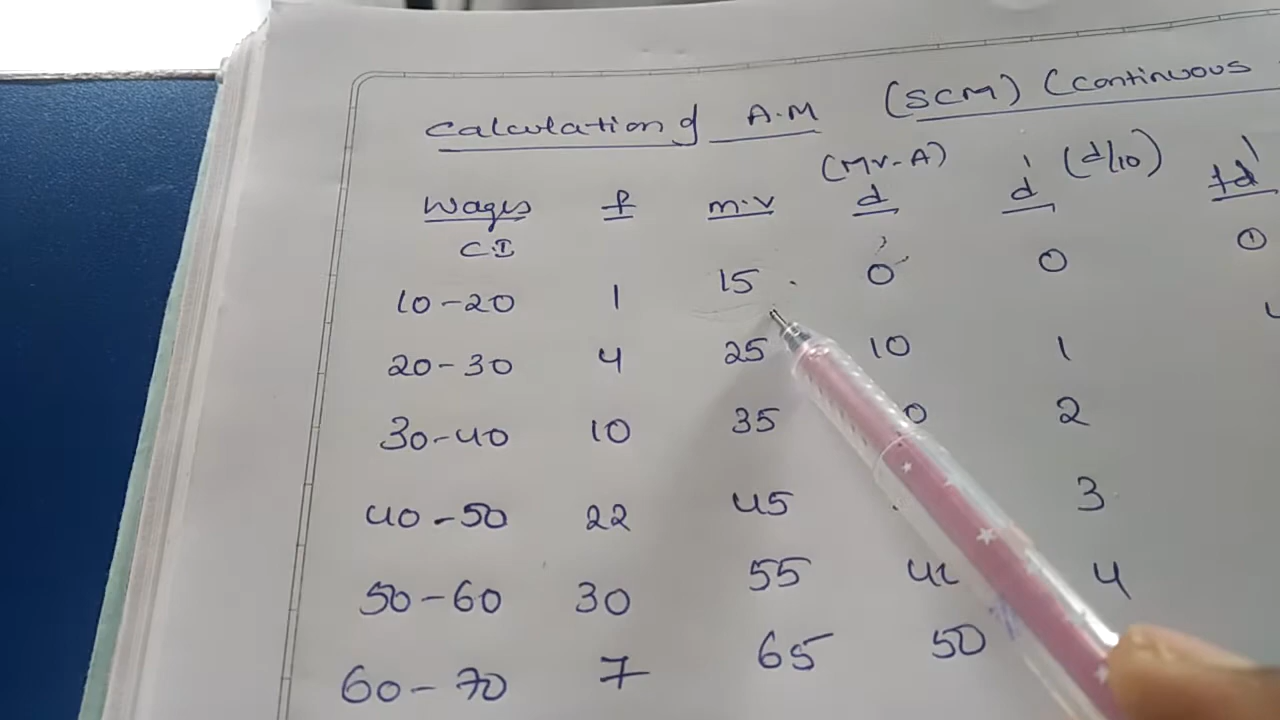 Calculation of A.M (SCM) (Continuous
(MV-A) (d/10)
Wages f m.v d d' fd'
C.I
10-20 1 15 0 0 0
20-30 4 25 10 1
30-40 10 35 2
40-50 22 45 3
50-60 30 55 4
60-70 7 65 50